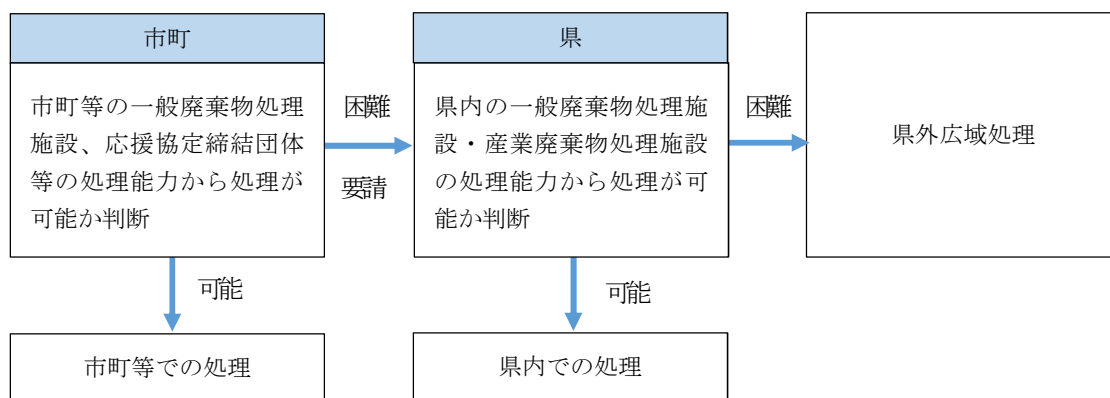 市町
市町等の一般廃棄物処理
施設、応援協定締結団体
等の処理能力から処理が
可能か判断
困難
要請
県
県内の一般廃棄物処理施
設・産業廃棄物処理施設
の処理能力から処理が可
能か判断
困難
県外広域処理
可能
可能
市町等での処理
県内での処理